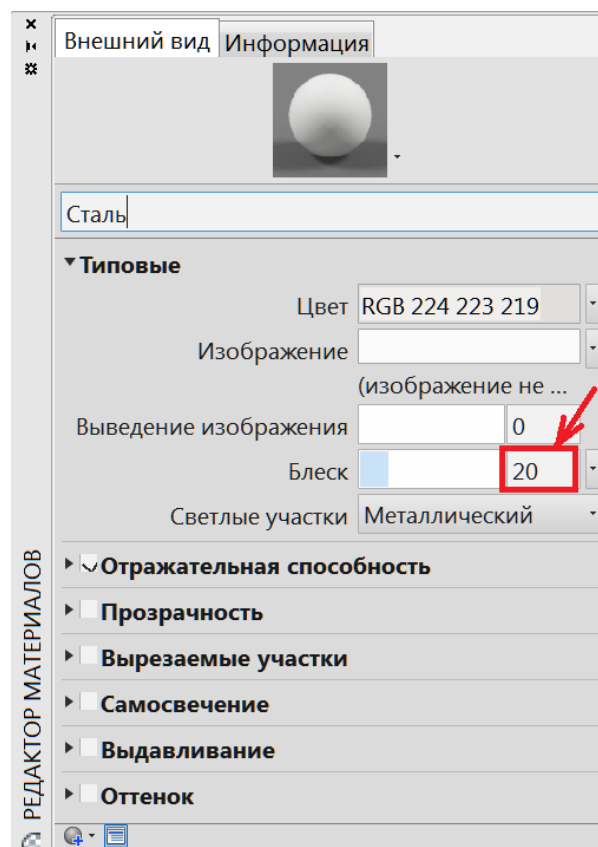 Внешний вид Информация
Сталь
Типовые
Цвет RGB 224 223 219
Изображение
(изображение не ...
Выведение изображения 0
Блеск 20
Светлые участки Металлический
Отражательная способность
Прозрачность
Вырезаемые участки
Самосвечение
Выдавливание
Оттенок
РЕДАКТОР МАТЕРИАЛОВ